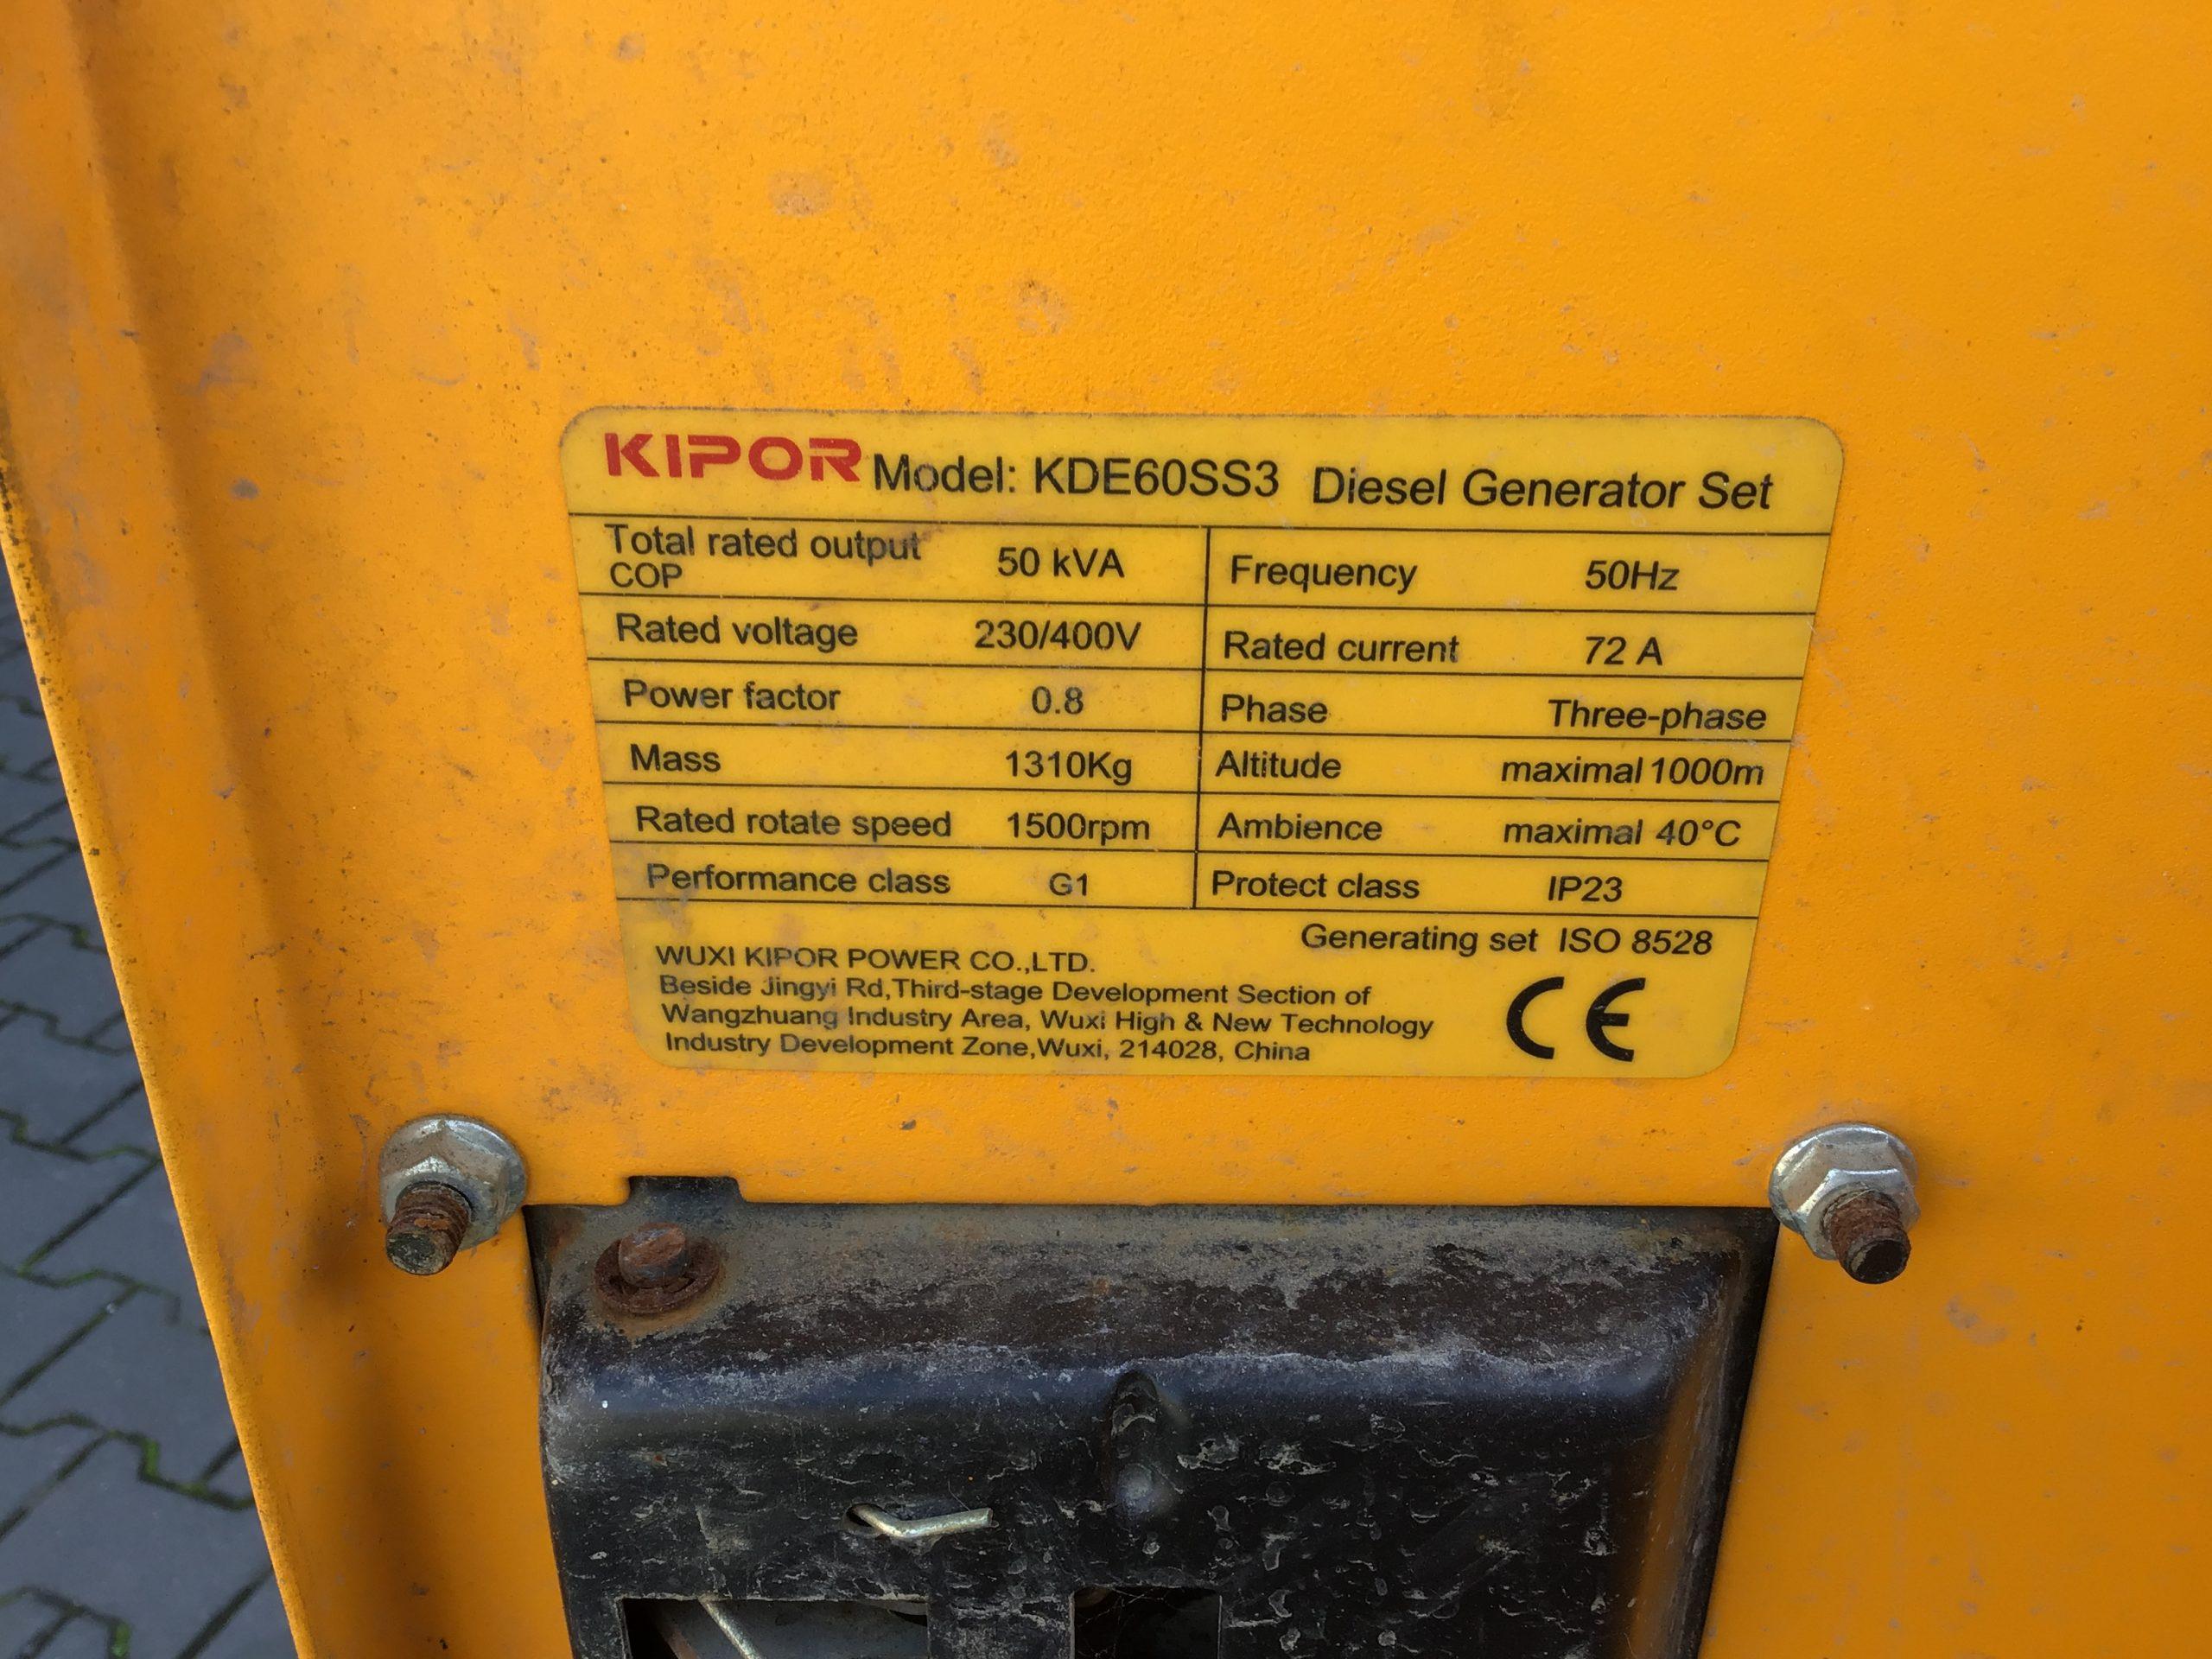 KIPOR Model: KDE60SS3 Diesel Generator Set
Total rated output COP 50 kVA Frequency 50Hz
Rated voltage 230/400V Rated current 72 A
Power factor 0.8 Phase Three-phase
Mass 1310Kg Altitude maximal 1000m
Rated rotate speed 1500rpm Ambience maximal 40°C
Performance class G1 Protect class IP23
Generating set ISO 8528
WUXI KIPOR POWER CO.,LTD.
Beside Jingyi Rd,Third-stage Development Section of
Wangzhuang Industry Area, Wuxi High & New Technology
Industry Development Zone,Wuxi, 214028, China
CE